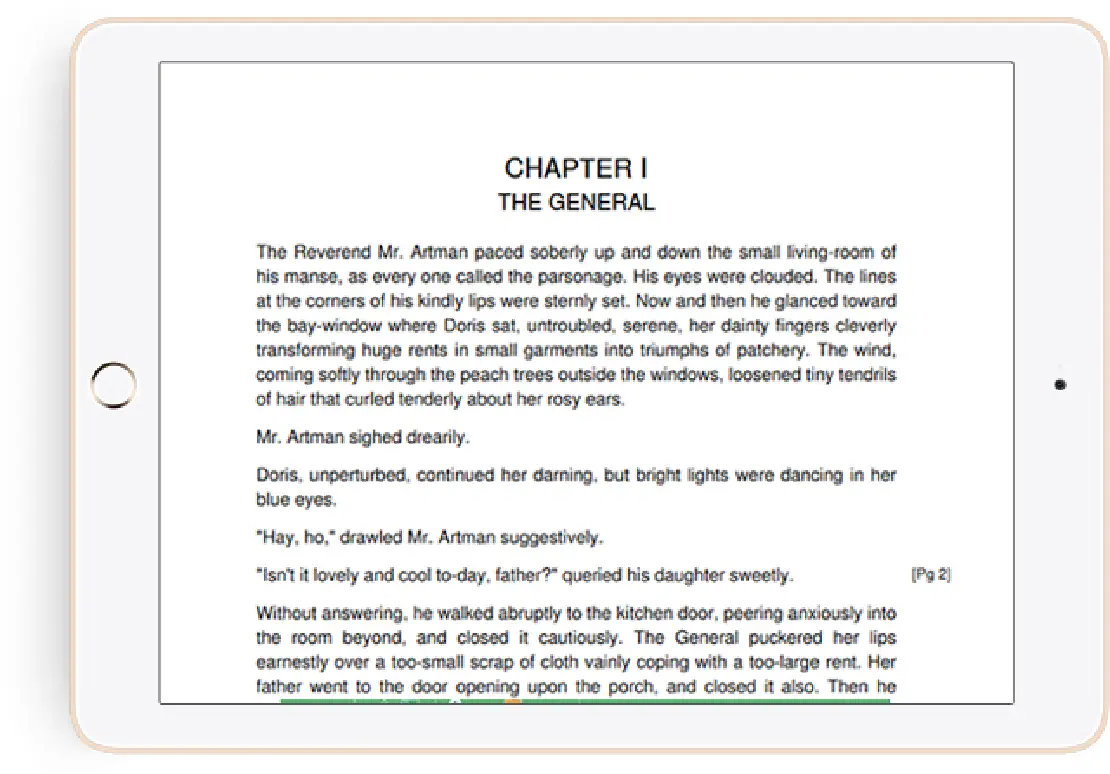 CHAPTER I
THE GENERAL
The Reverend Mr. Artman paced soberly up and down the small living-room of
his manse, as every one called the parsonage. His eyes were clouded. The lines
at the corners of his kindly lips were sternly set. Now and then he glanced toward
the bay-window where Doris sat, untroubled, serene, her dainty fingers cleverly
transforming huge rents in small garments into triumphs of patchery. The wind,
coming softly through the peach trees outside the windows, loosened tiny tendrils
of hair that curled tenderly about her rosy ears.
Mr. Artman sighed drearily.
Doris, unperturbed, continued her darning, but bright lights were dancing in her
blue eyes.
"Hay, ho," drawled Mr. Artman suggestively.
"Isn't it lovely and cool to-day, father?" queried his daughter sweetly. [Pg 2]
Without answering, he walked abruptly to the kitchen door, peering anxiously into
the room beyond, and closed it cautiously. The General puckered her lips
earnestly over a too-small scrap of cloth vainly coping with a too-large rent. Her
father went to the door opening upon the porch, and closed it also. Then he